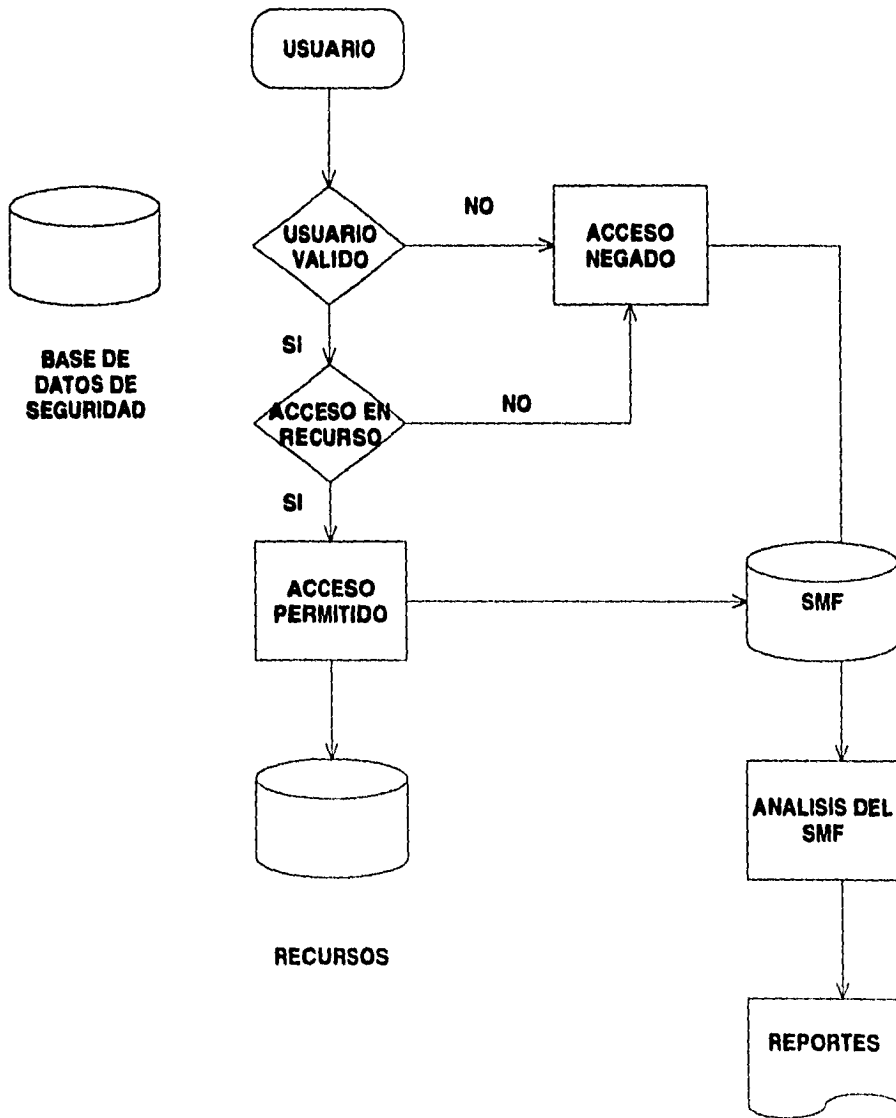 USUARIO
NO
USUARIO
VALIDO
ACCESO
NEGADO
SI
BASE DE
DATOS DE
SEGURIDAD
ACCESO EN
RECURSO
NO
SI
ACCESO
PERMITIDO
SMF
ANALISIS DEL
SMF
RECURSOS
REPORTES